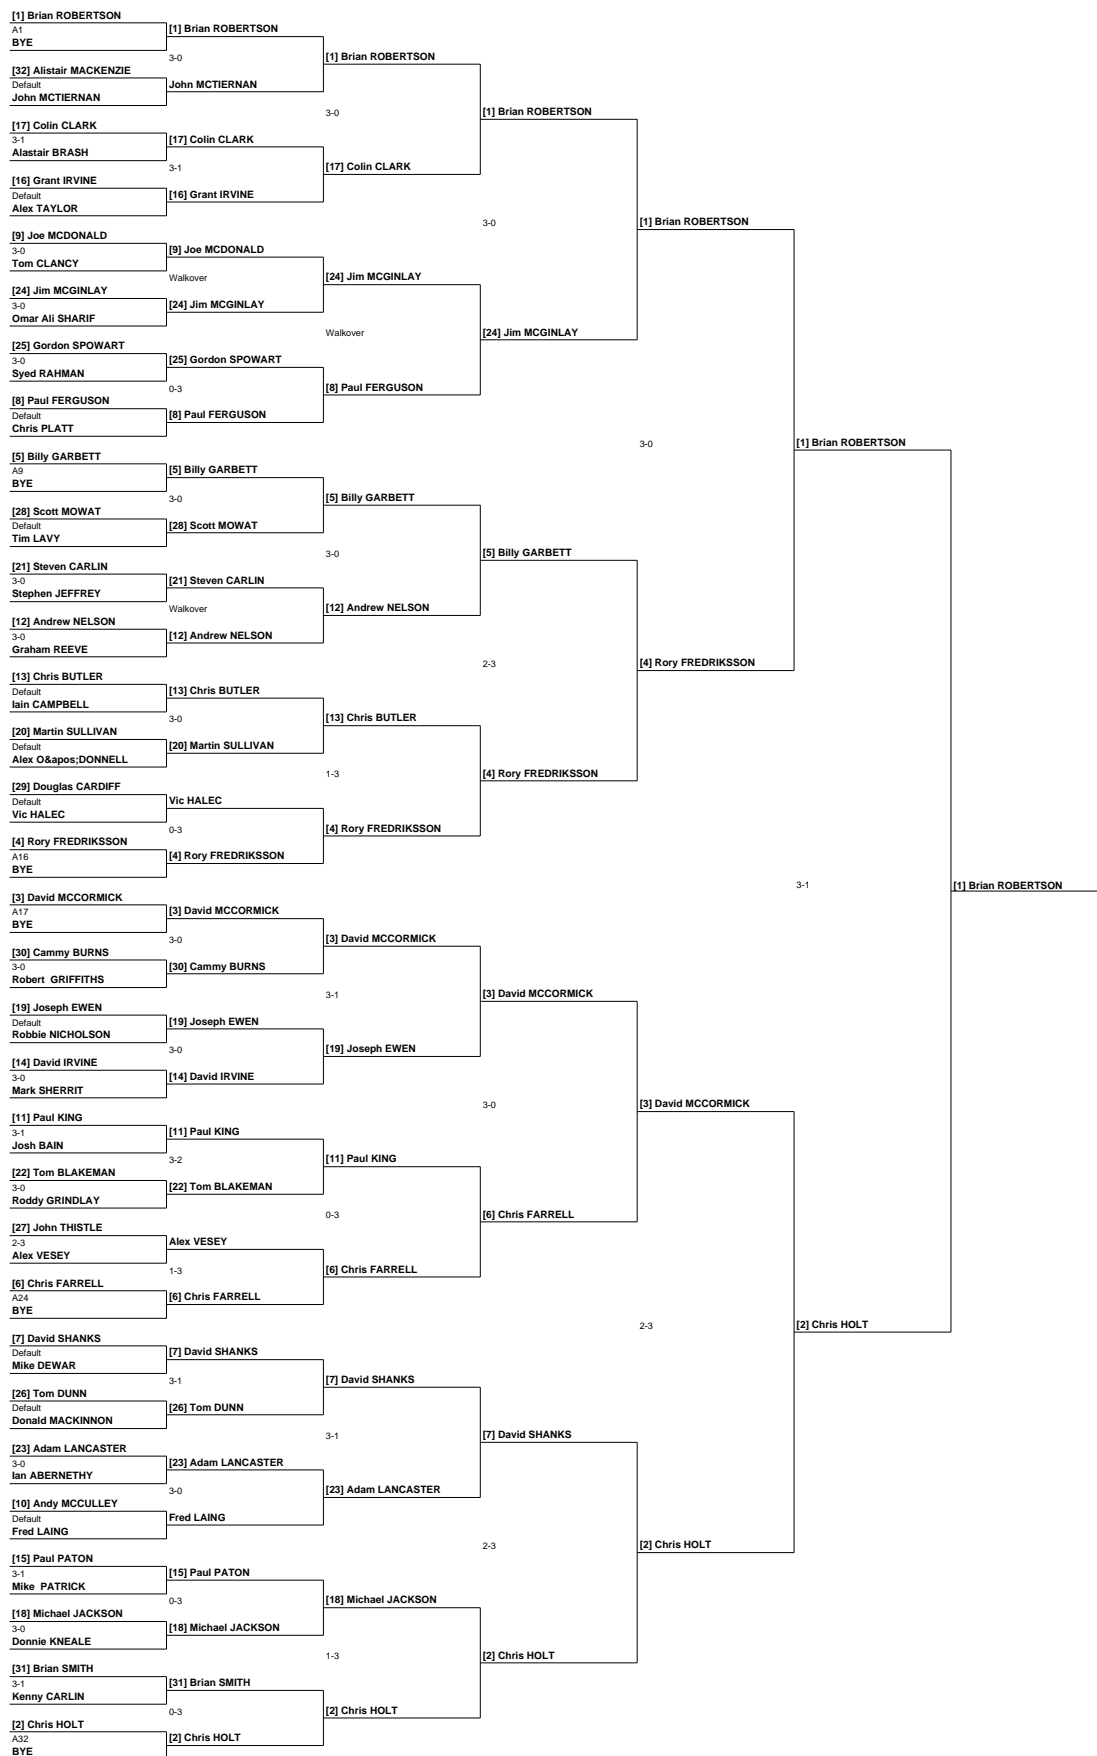 [1] Brian ROBERTSON
A1
BYE
[32] Alistair MACKENZIE
Default
John MCTIERNAN
[17] Colin CLARK
3-1
Alastair BRASH
[16] Grant IRVINE
Default
Alex TAYLOR
[9] Joe MCDONALD
3-0
Tom CLANCY
[24] Jim MCGINLAY
3-0
Omar Ali SHARIF
[25] Gordon SPOWART
3-0
Syed RAHMAN
[8] Paul FERGUSON
Default
Chris PLATT
[5] Billy GARBETT
A9
BYE
[28] Scott MOWAT
Default
Tim LAVY
[21] Steven CARLIN
3-0
Stephen JEFFREY
[12] Andrew NELSON
3-0
Graham REEVE
[13] Chris BUTLER
Default
Iain CAMPBELL
[20] Martin SULLIVAN
Default
Alex O&apos;DONNELL
[29] Douglas CARDIFF
Default
Vic HALEC
[4] Rory FREDRIKSSON
A16
BYE
[3] David MCCORMICK
A17
BYE
[30] Cammy BURNS
3-0
Robert  GRIFFITHS
[19] Joseph EWEN
Default
Robbie NICHOLSON
[14] David IRVINE
3-0
Mark SHERRIT
[11] Paul KING
3-1
Josh BAIN
[22] Tom BLAKEMAN
3-0
Roddy GRINDLAY
[27] John THISTLE
2-3
Alex VESEY
[6] Chris FARRELL
A24
BYE
[7] David SHANKS
Default
Mike DEWAR
[26] Tom DUNN
Default
Donald MACKINNON
[23] Adam LANCASTER
3-0
Ian ABERNETHY
[10] Andy MCCULLEY
Default
Fred LAING
[15] Paul PATON
3-1
Mike  PATRICK
[18] Michael JACKSON
3-0
Donnie KNEALE
[31] Brian SMITH
3-1
Kenny CARLIN
[2] Chris HOLT
A32
BYE
[1] Brian ROBERTSON
3-0
John MCTIERNAN
[17] Colin CLARK
3-1
[16] Grant IRVINE
[9] Joe MCDONALD
Walkover
[24] Jim MCGINLAY
[25] Gordon SPOWART
0-3
[8] Paul FERGUSON
[5] Billy GARBETT
3-0
[28] Scott MOWAT
[21] Steven CARLIN
Walkover
[12] Andrew NELSON
[13] Chris BUTLER
3-0
[20] Martin SULLIVAN
Vic HALEC
0-3
[4] Rory FREDRIKSSON
[3] David MCCORMICK
3-0
[30] Cammy BURNS
[19] Joseph EWEN
3-0
[14] David IRVINE
[11] Paul KING
3-2
[22] Tom BLAKEMAN
Alex VESEY
1-3
[6] Chris FARRELL
[7] David SHANKS
3-1
[26] Tom DUNN
[23] Adam LANCASTER
3-0
Fred LAING
[15] Paul PATON
0-3
[18] Michael JACKSON
[31] Brian SMITH
0-3
[2] Chris HOLT
[1] Brian ROBERTSON
3-0
[17] Colin CLARK
[24] Jim MCGINLAY
Walkover
[8] Paul FERGUSON
[5] Billy GARBETT
3-0
[12] Andrew NELSON
[13] Chris BUTLER
1-3
[4] Rory FREDRIKSSON
[3] David MCCORMICK
3-1
[19] Joseph EWEN
[11] Paul KING
0-3
[6] Chris FARRELL
[7] David SHANKS
3-1
[23] Adam LANCASTER
[18] Michael JACKSON
1-3
[2] Chris HOLT
[1] Brian ROBERTSON
3-0
[24] Jim MCGINLAY
[5] Billy GARBETT
2-3
[4] Rory FREDRIKSSON
[3] David MCCORMICK
3-0
[6] Chris FARRELL
[7] David SHANKS
2-3
[2] Chris HOLT
[1] Brian ROBERTSON
3-0
[4] Rory FREDRIKSSON
[3] David MCCORMICK
2-3
[2] Chris HOLT
[1] Brian ROBERTSON
3-1
[2] Chris HOLT
[1] Brian ROBERTSON